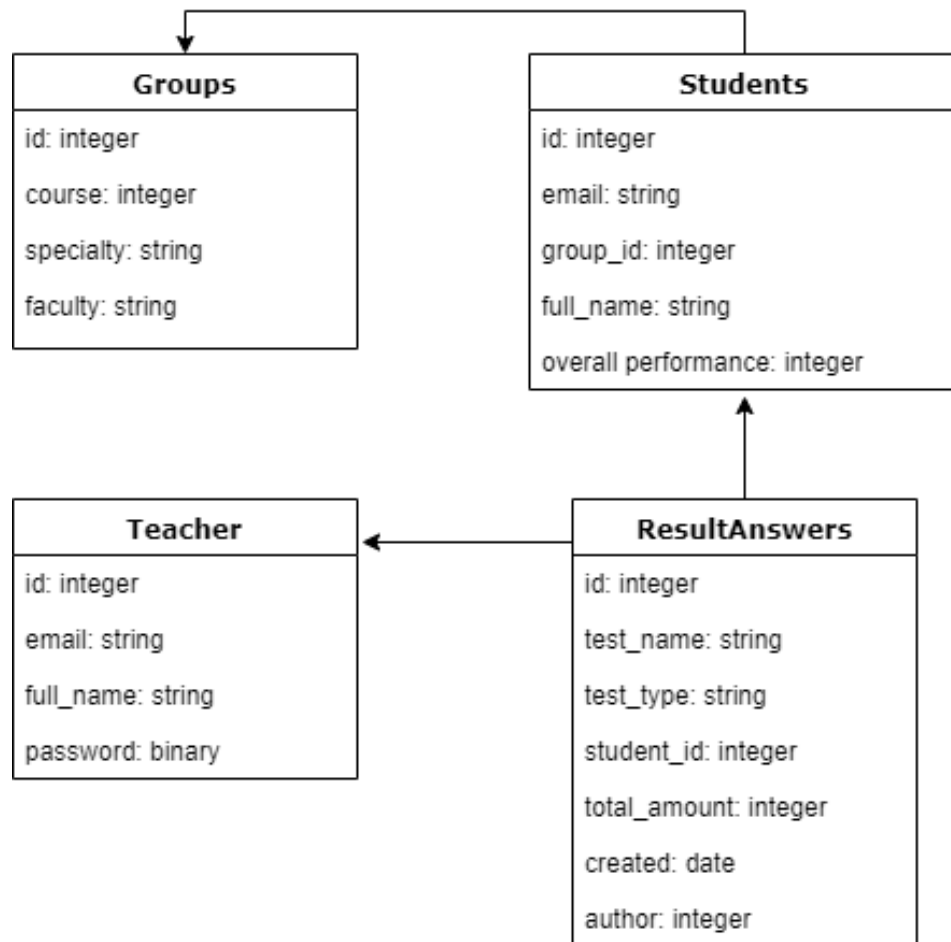 Groups
id: integer
course: integer
specialty: string
faculty: string
Students
id: integer
email: string
group_id: integer
full_name: string
overall performance: integer
Teacher
id: integer
email: string
full_name: string
password: binary
ResultAnswers
id: integer
test_name: string
test_type: string
student_id: integer
total_amount: integer
created: date
author: integer